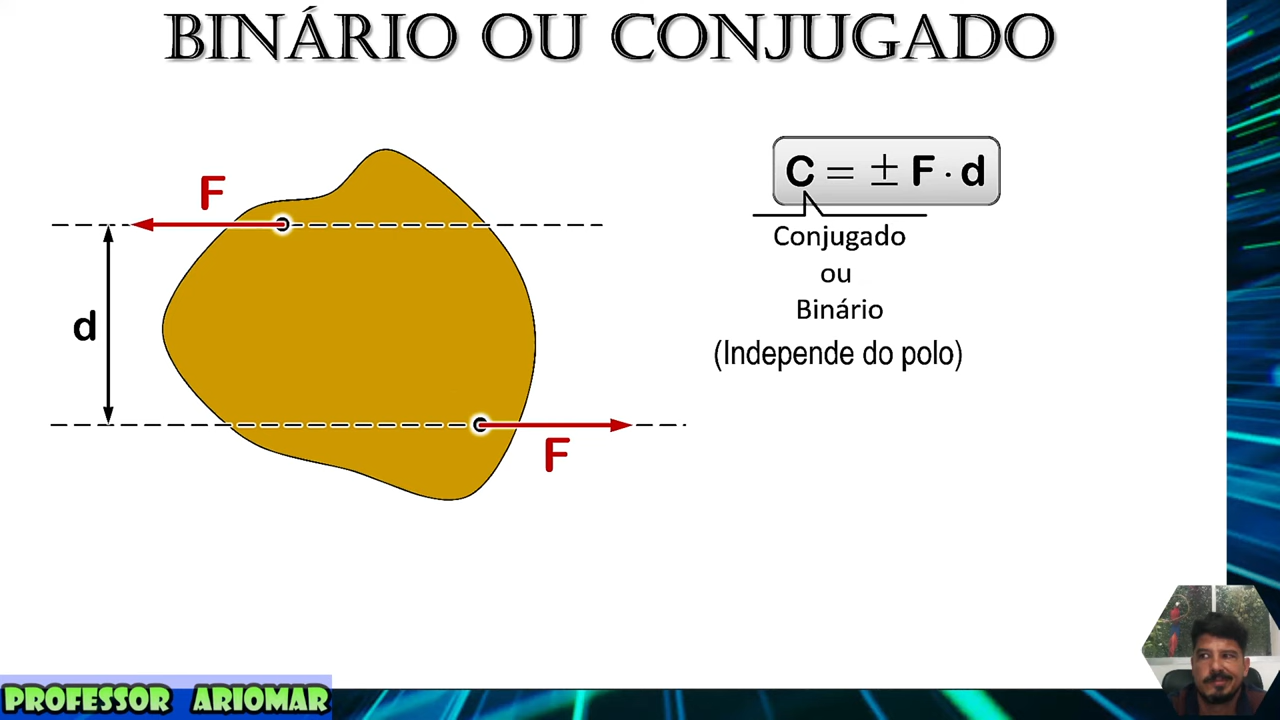 BINÁRIO OU CONJUGADO
F
d
F
C = ± F · d
Conjugado
ou
Binário
(Independe do polo)
PROFESSOR ARIOMAR